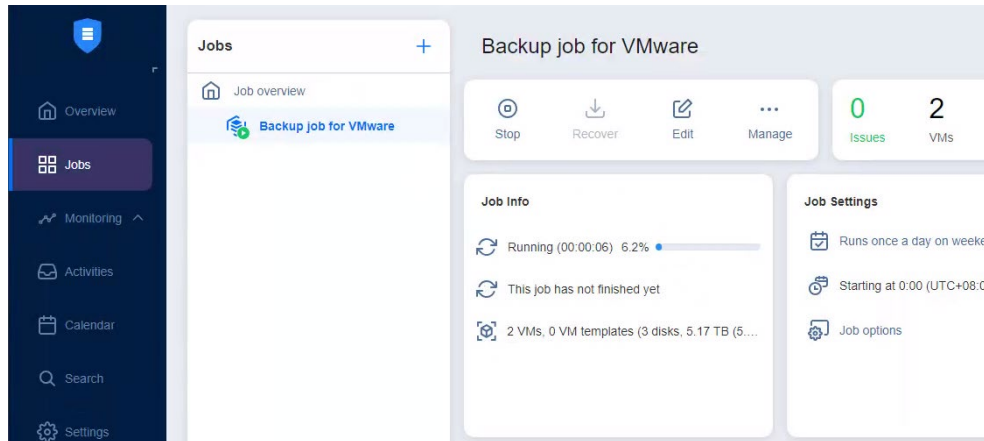 Overview
Jobs
Monitoring
Activities
Calendar
Search
Settings
Jobs
Job overview
Backup job for VMware
Backup job for VMware
Stop
Recover
Edit
Manage
0
Issues
2
VMs
Job Info
Running (00:00:06) 6.2%
This job has not finished yet
2 VMs, 0 VM templates (3 disks, 5.17 TB (5....
Job Settings
Runs once a day on weeke
Starting at 0:00 (UTC+08:0
Job options